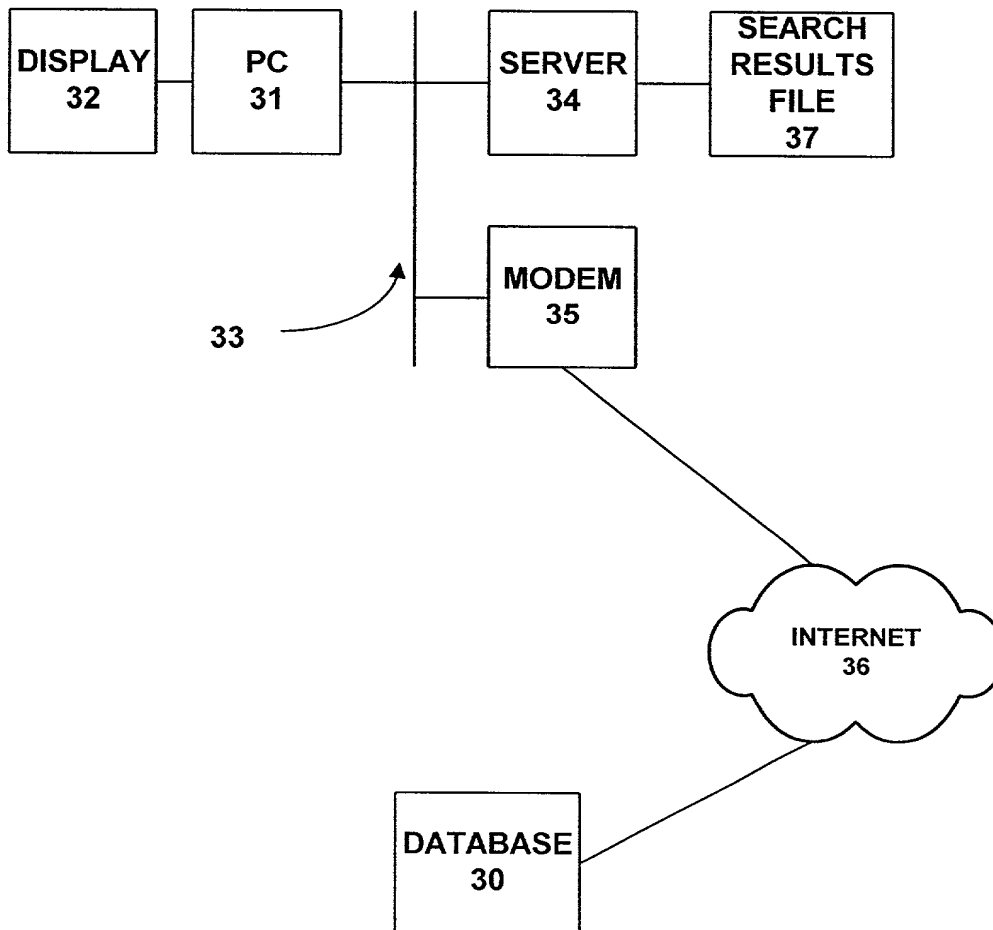 DISPLAY
32
PC
31
SERVER
34
SEARCH
RESULTS
FILE
37
MODEM
35
33
INTERNET
36
DATABASE
30